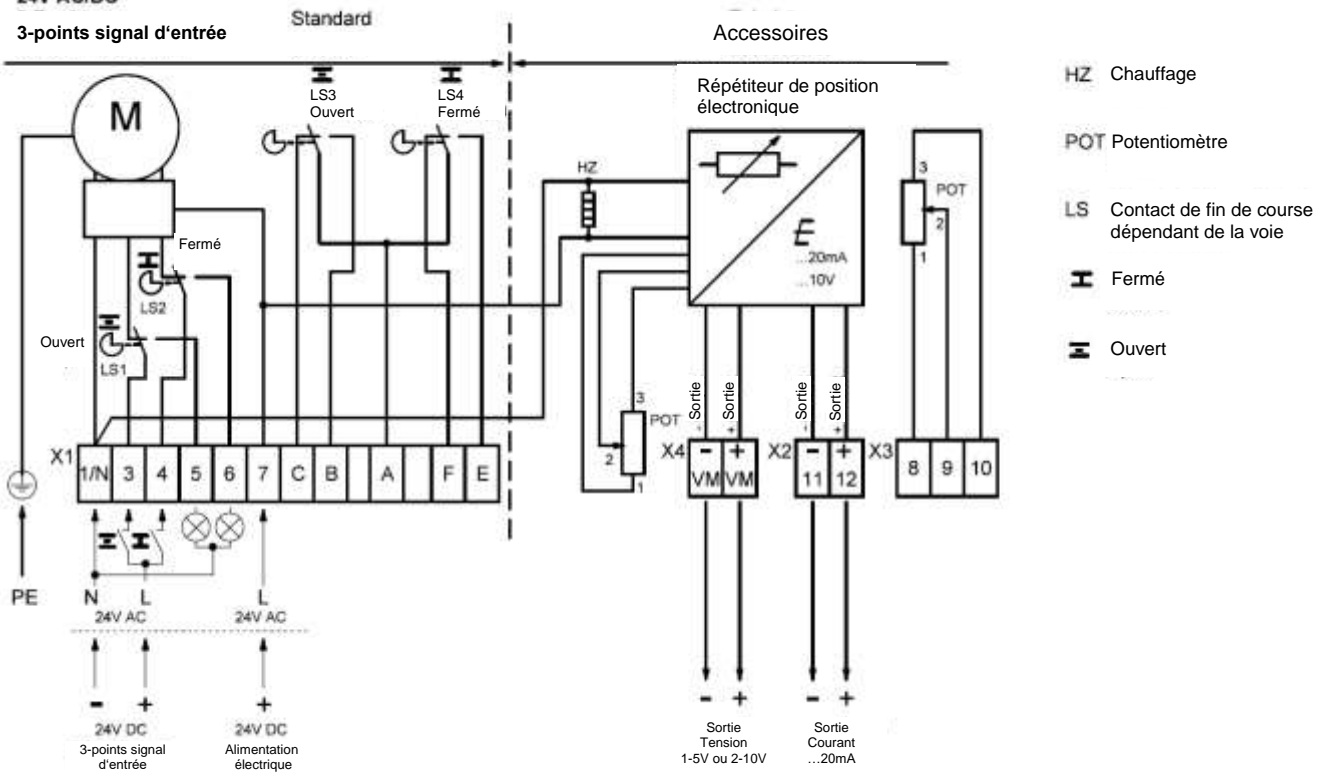 24V AC/DC
Standard
3-points signal d'entrée
Accessoires
M
LS3
Ouvert
LS4
Fermé
Répétiteur de position
électronique
HZ
E
...20mA
...10V
3
POT
2
1
Fermé
LS2
Ouvert
LS1
3
POT
2
1
- Sortie
+ Sortie
- Sortie
+ Sortie
X1
1/N 3 4 5 6 7 C B A F E
X4
- +
VM VM
X2
- +
11 12
X3
8 9 10
PE
N L
24V AC
L
24V AC
- +
24V DC
3-points signal
d'entrée
+
24V DC
Alimentation
électrique
- +
Sortie
Tension
1-5V ou 2-10V
- +
Sortie
Courant
...20mA
HZ Chauffage
POT Potentiomètre
LS Contact de fin de course
dépendant de la voie
Fermé
Ouvert